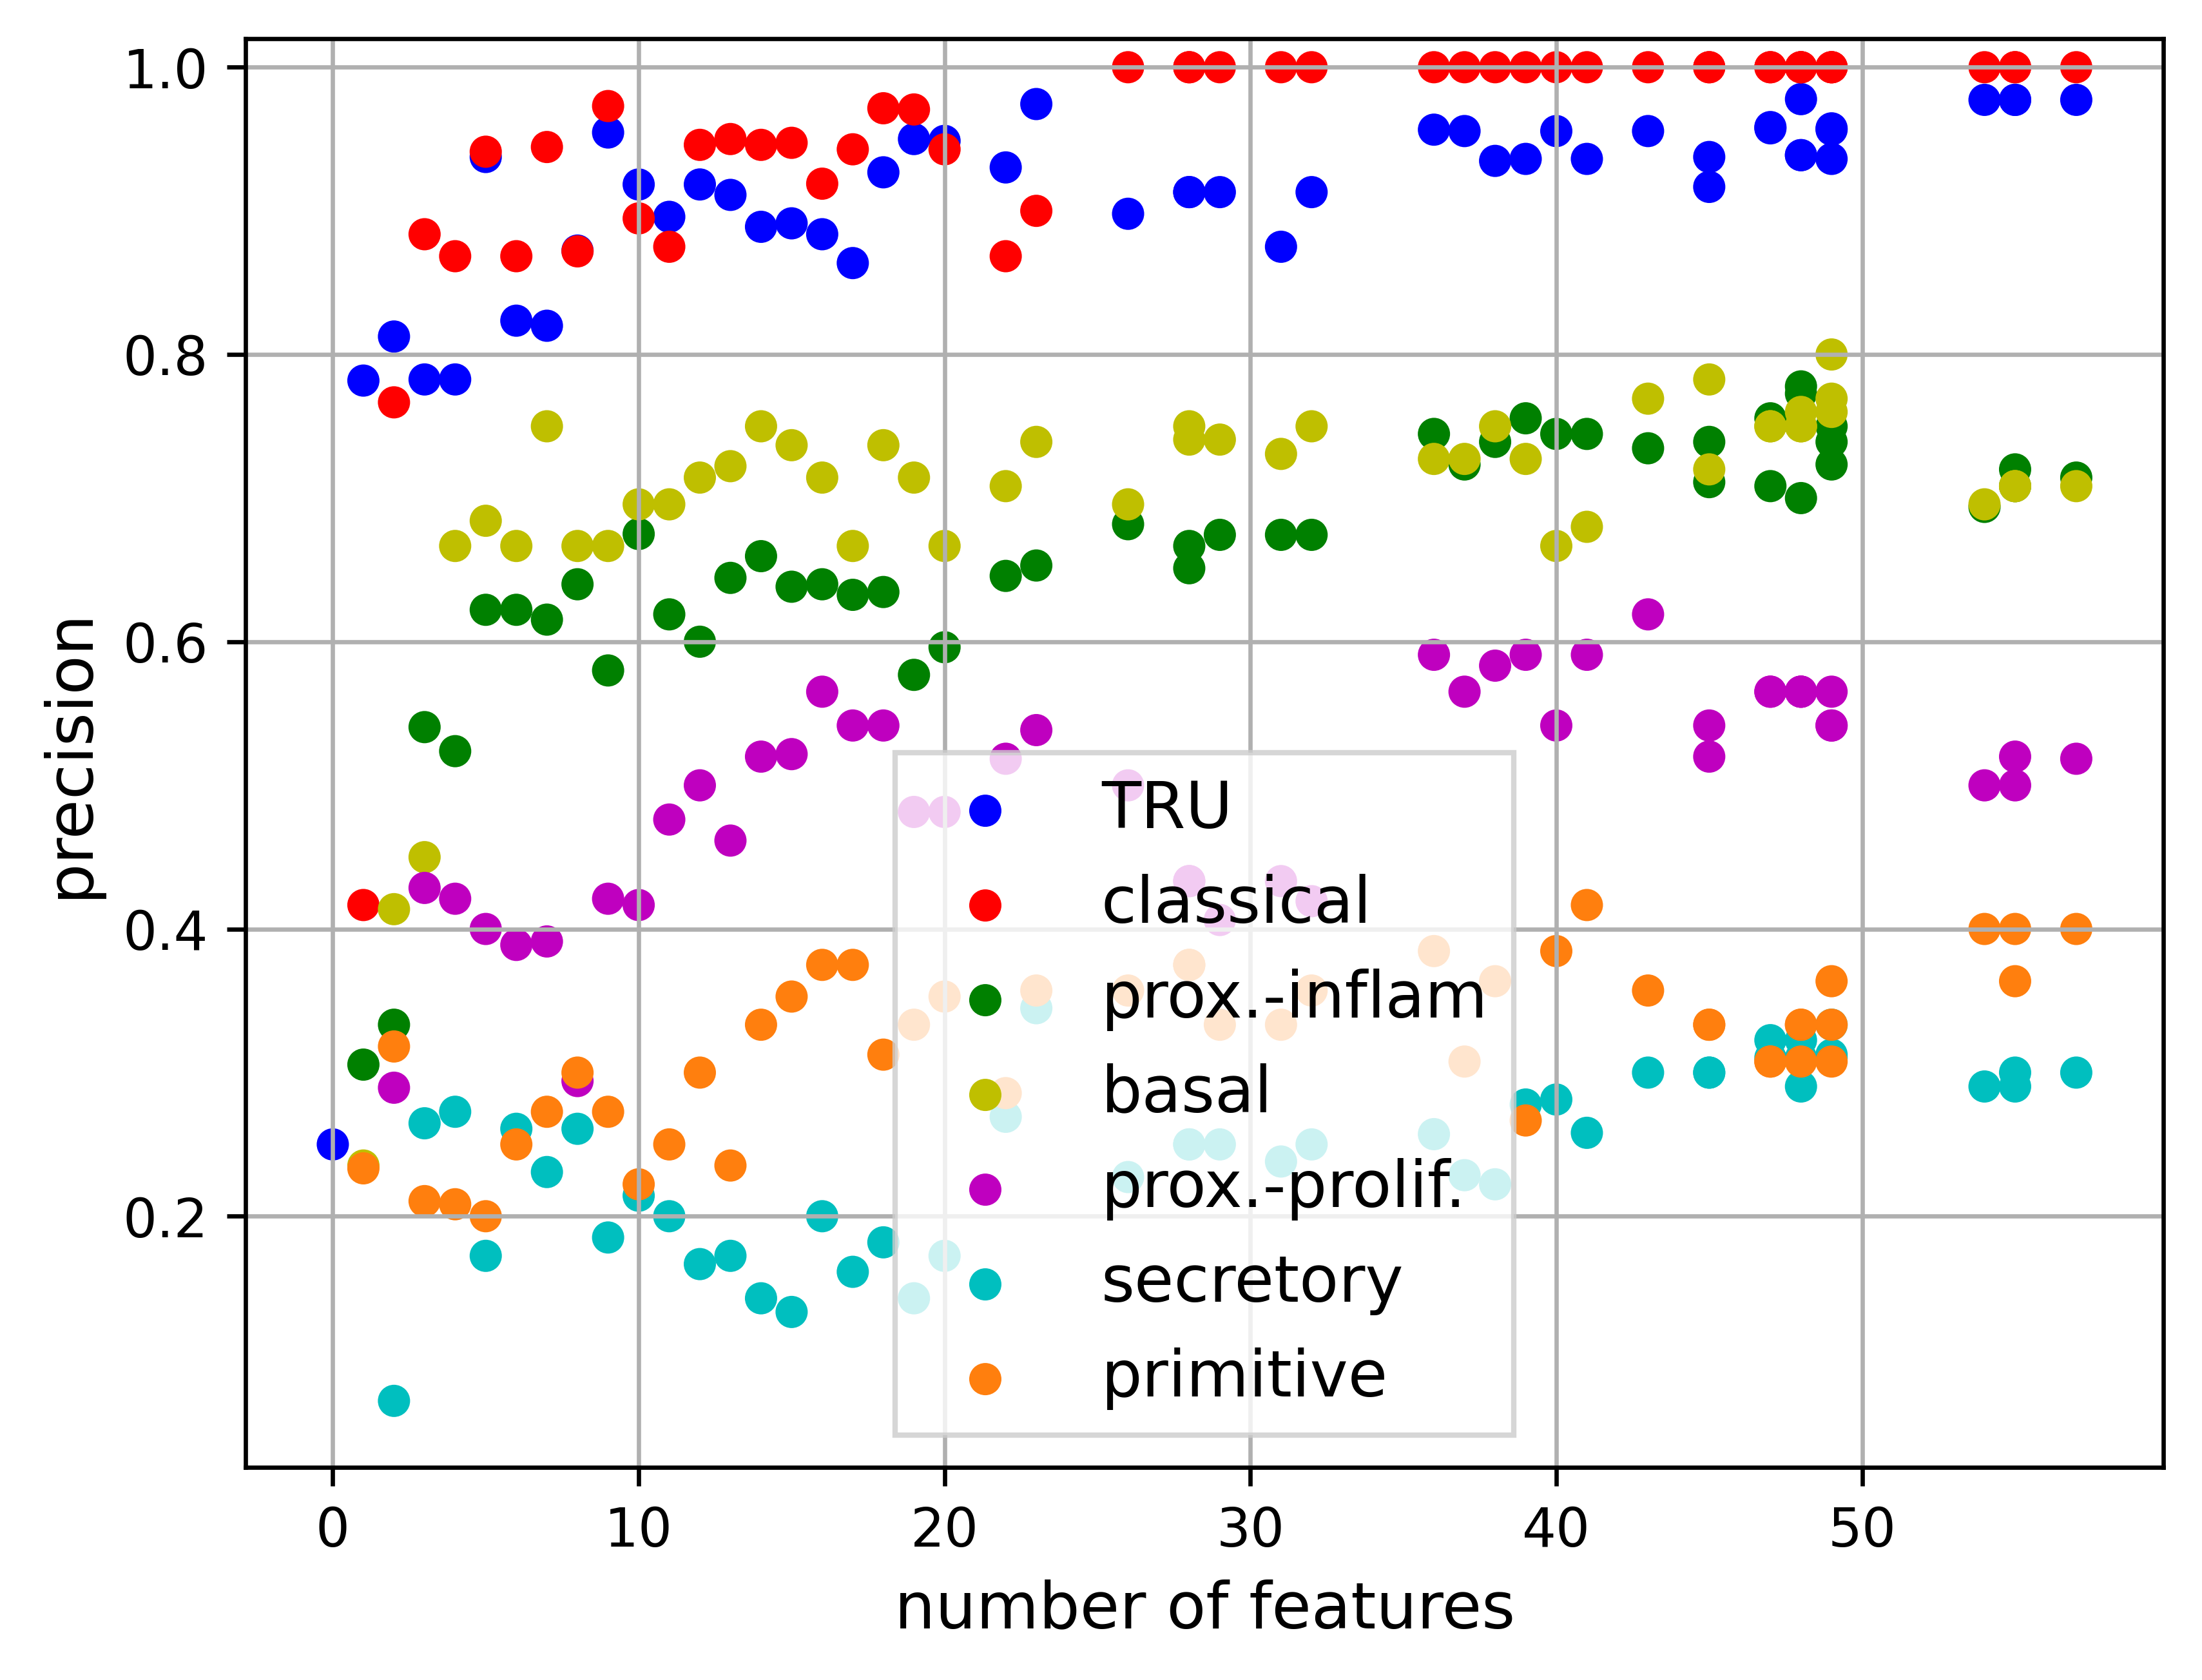 1.0
0.8
0.6
0.4
0.2
precision
TRU
classical
prox.-inflam
basal
prox.-prolif.
secretory
primitive
0 10 20 30 40 50
number of features